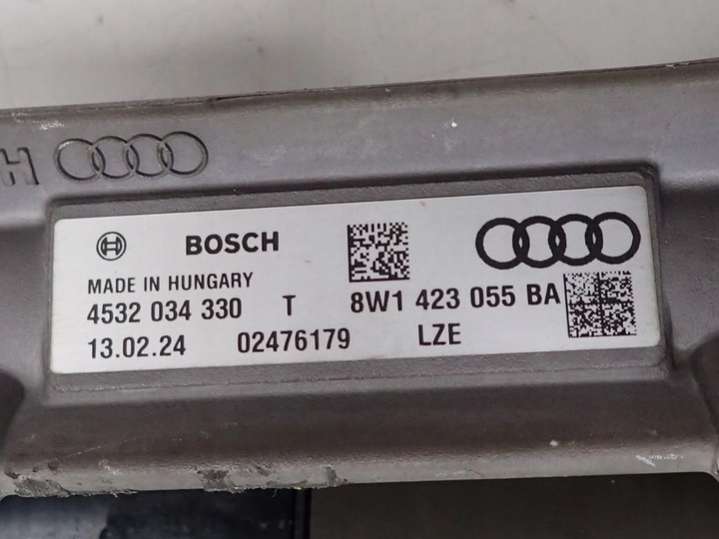 H
BOSCH
MADE IN HUNGARY
4532 034 330 T 8W1 423 055 BA
13.02.24 02476179 LZE